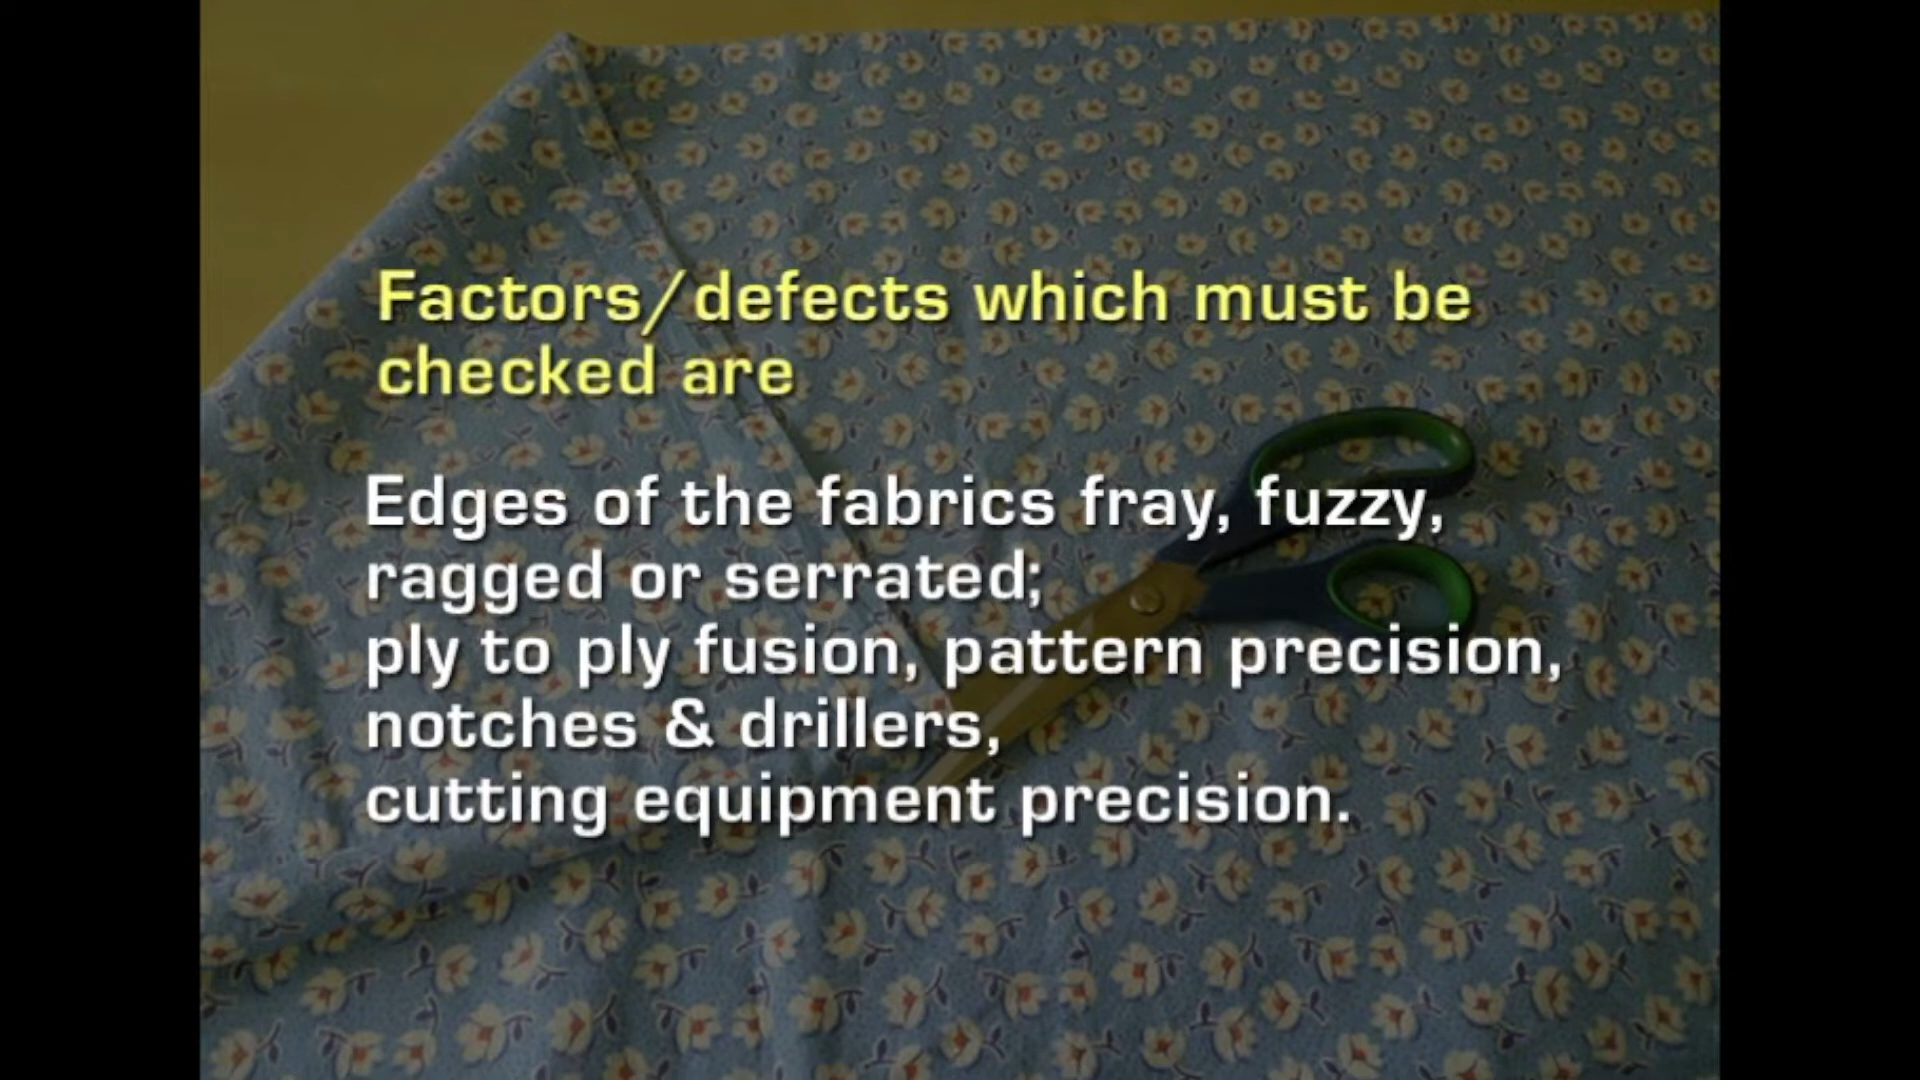 Factors/defects which must be
checked are
Edges of the fabrics fray, fuzzy,
ragged or serrated;
ply to ply fusion, pattern precision,
notches & drillers,
cutting equipment precision.